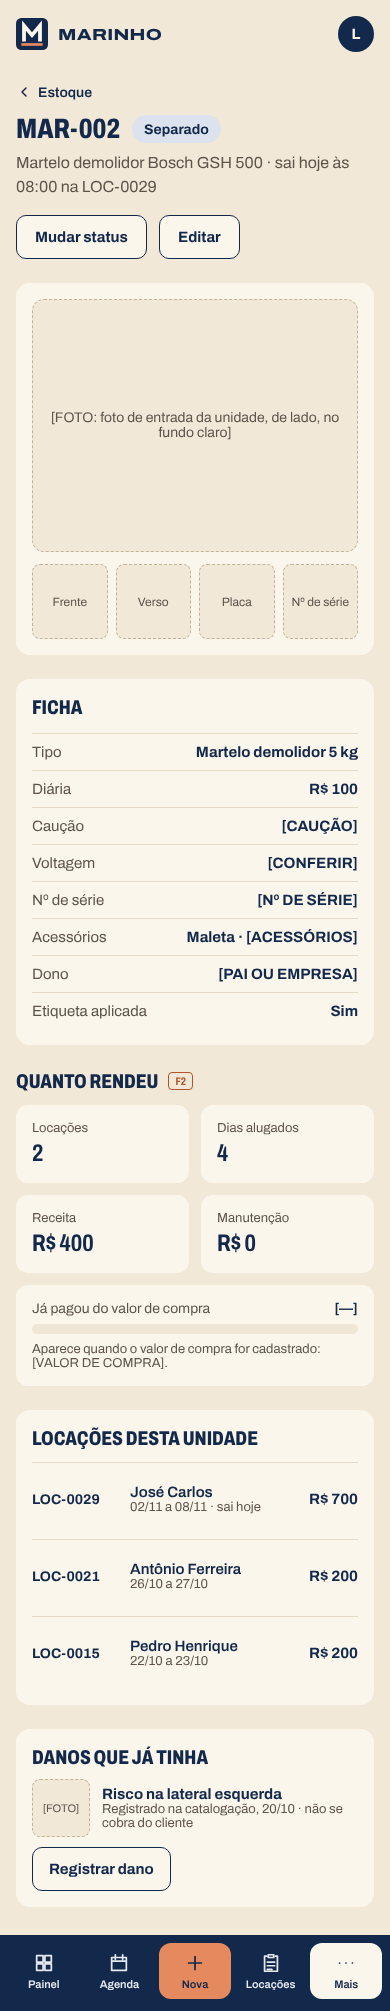 M MARINHO
L
Estoque
MAR-002 Separado
Martelo demolidor Bosch GSH 500 · sai hoje às
08:00 na LOC-0029
Mudar status Editar
[FOTO: foto de entrada da unidade, de lado, no
fundo claro]
Frente Verso Placa Nº de série
FICHA
Tipo Martelo demolidor 5 kg
Diária R$ 100
Caução [CAUÇÃO]
Voltagem [CONFERIR]
Nº de série [Nº DE SÉRIE]
Acessórios Maleta · [ACESSÓRIOS]
Dono [PAI OU EMPRESA]
Etiqueta aplicada Sim
QUANTO RENDEU F2
Locações Dias alugados
2 4
Receita Manutenção
R$ 400 R$ 0
Já pagou do valor de compra [—]
Aparece quando o valor de compra for cadastrado:
[VALOR DE COMPRA].
LOCAÇÕES DESTA UNIDADE
LOC-0029 José Carlos R$ 700
02/11 a 08/11 · sai hoje
LOC-0021 Antônio Ferreira R$ 200
26/10 a 27/10
LOC-0015 Pedro Henrique R$ 200
22/10 a 23/10
DANOS QUE JÁ TINHA
[FOTO] Risco na lateral esquerda
Registrado na catalogação, 20/10 · não se
cobra do cliente
Registrar dano
Painel Agenda Nova Locações Mais